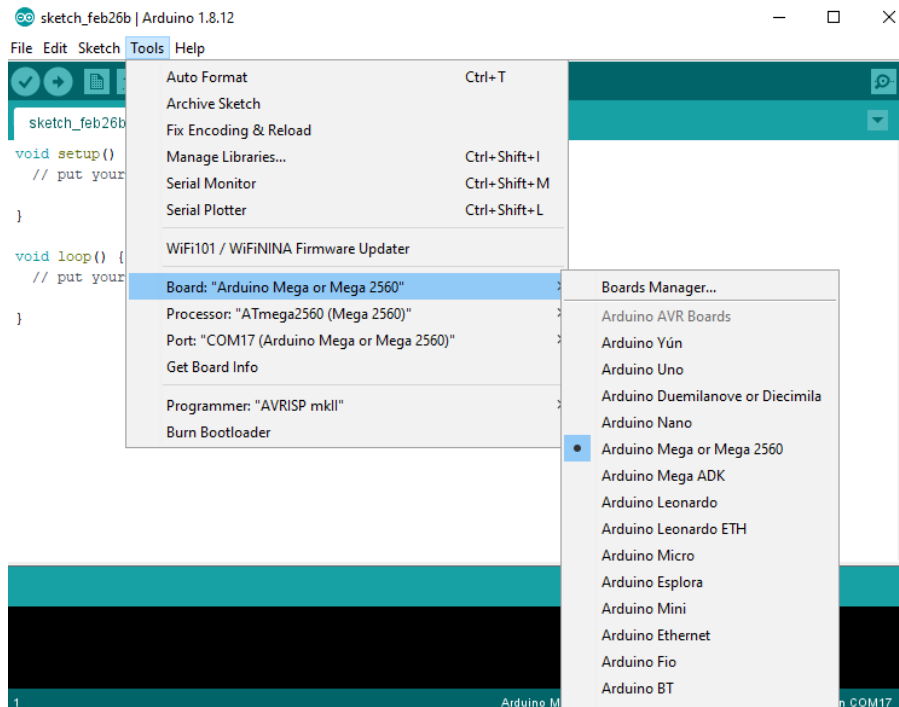 sketch_feb26b | Arduino 1.8.12
File Edit Sketch Tools Help
sketch_feb26b
void setup()
// put your
}
void loop() {
// put your
}
Auto Format Ctrl+T
Archive Sketch
Fix Encoding & Reload
Manage Libraries... Ctrl+Shift+I
Serial Monitor Ctrl+Shift+M
Serial Plotter Ctrl+Shift+L
WiFi101 / WiFiNINA Firmware Updater
Board: "Arduino Mega or Mega 2560"
Processor: "ATmega2560 (Mega 2560)"
Port: "COM17 (Arduino Mega or Mega 2560)"
Get Board Info
Programmer: "AVRISP mkII"
Burn Bootloader
Boards Manager...
Arduino AVR Boards
Arduino Yún
Arduino Uno
Arduino Duemilanove or Diecimila
Arduino Nano
Arduino Mega or Mega 2560
Arduino Mega ADK
Arduino Leonardo
Arduino Leonardo ETH
Arduino Micro
Arduino Esplora
Arduino Mini
Arduino Ethernet
Arduino Fio
Arduino BT
1 Arduino M n COM17